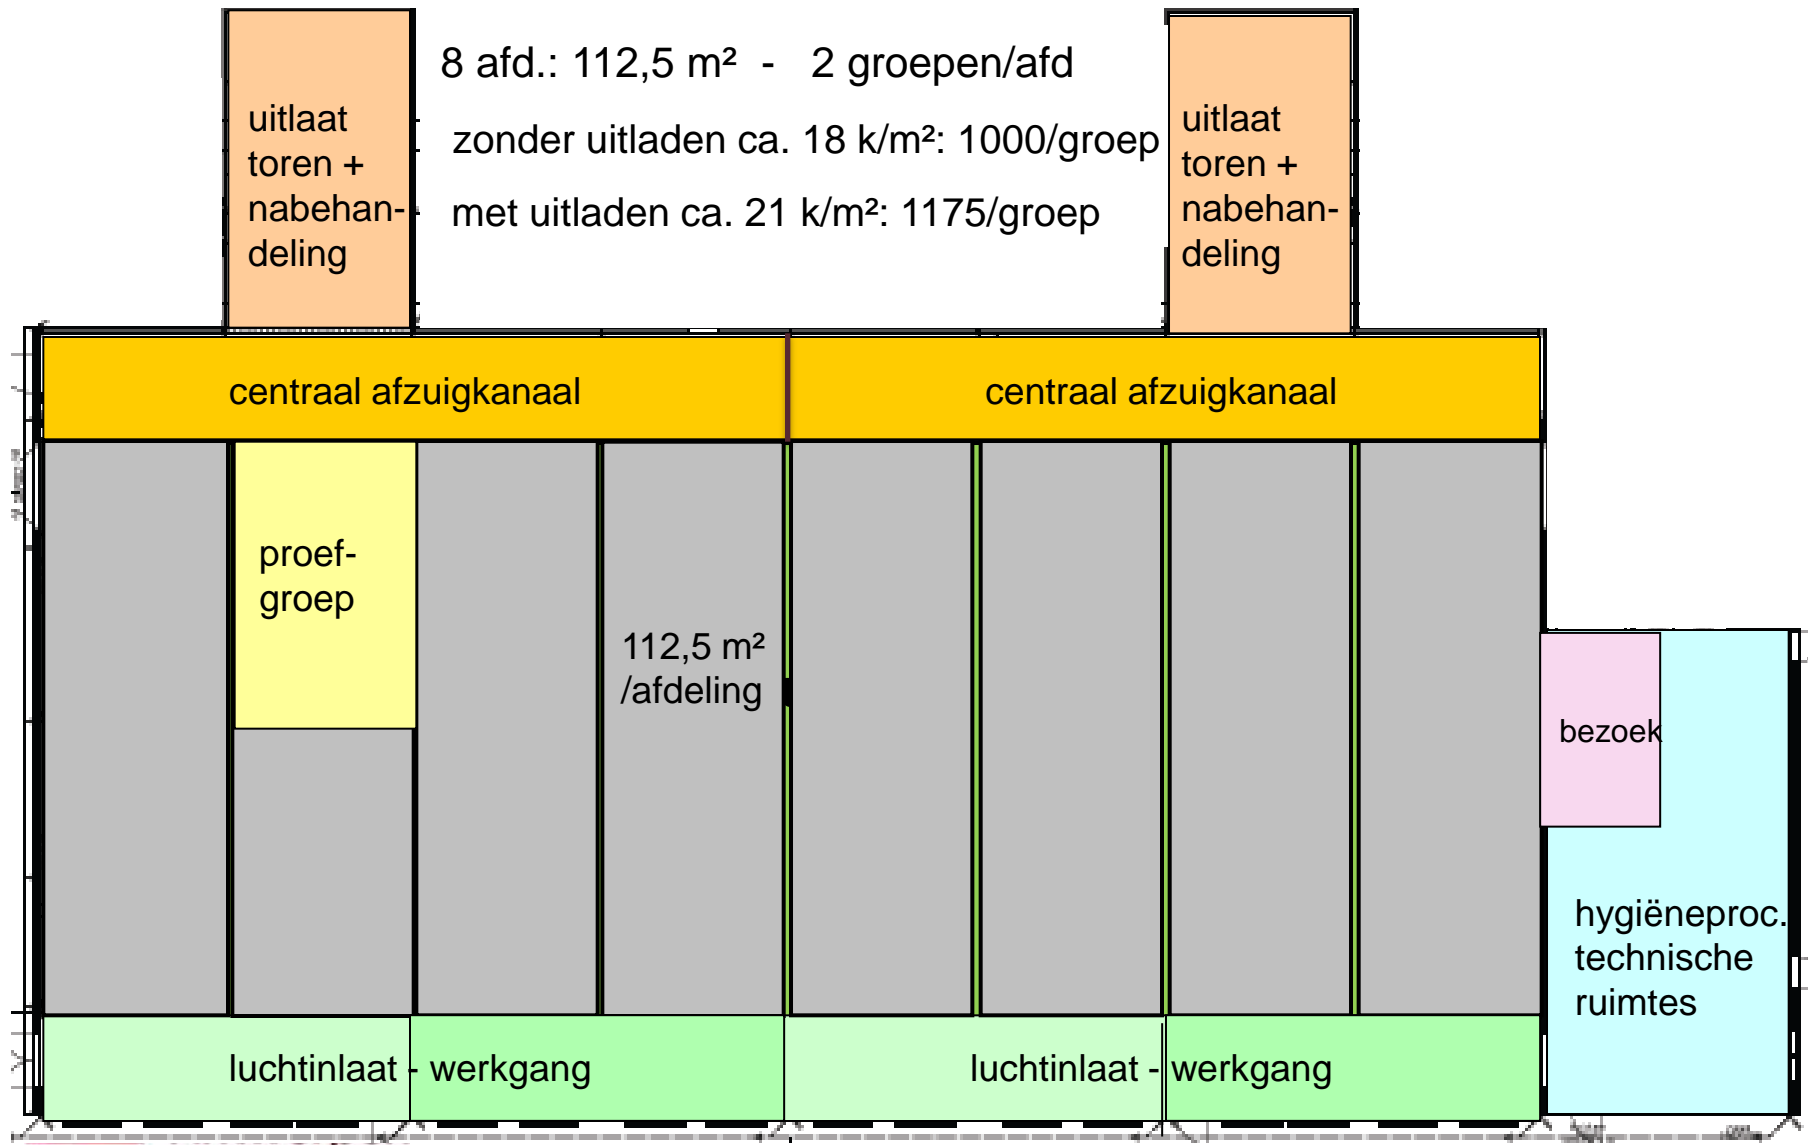 8 afd.: 112,5 m² - 2 groepen/afd
zonder uitladen ca. 18 k/m²: 1000/groep
met uitladen ca. 21 k/m²: 1175/groep
uitlaat
toren +
nabehan-
deling
uitlaat
toren +
nabehan-
deling
centraal afzuigkanaal
centraal afzuigkanaal
proef-
groep
112,5 m²
/afdeling
bezoek
hygiëneproc.
technische
ruimtes
luchtinlaat - werkgang
luchtinlaat - werkgang